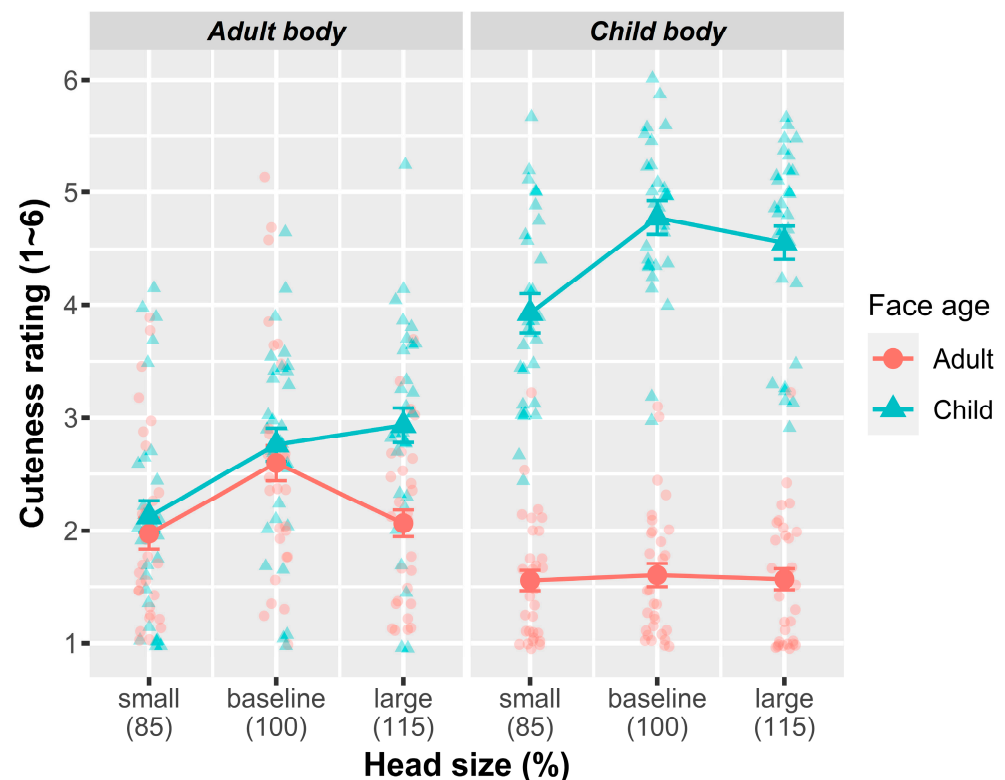 Adult body
Child body
Cuteness rating (1~6)
6
5
4
3
2
1
small
(85)
baseline
(100)
large
(115)
small
(85)
baseline
(100)
large
(115)
Head size (%)
Face age
Adult
Child